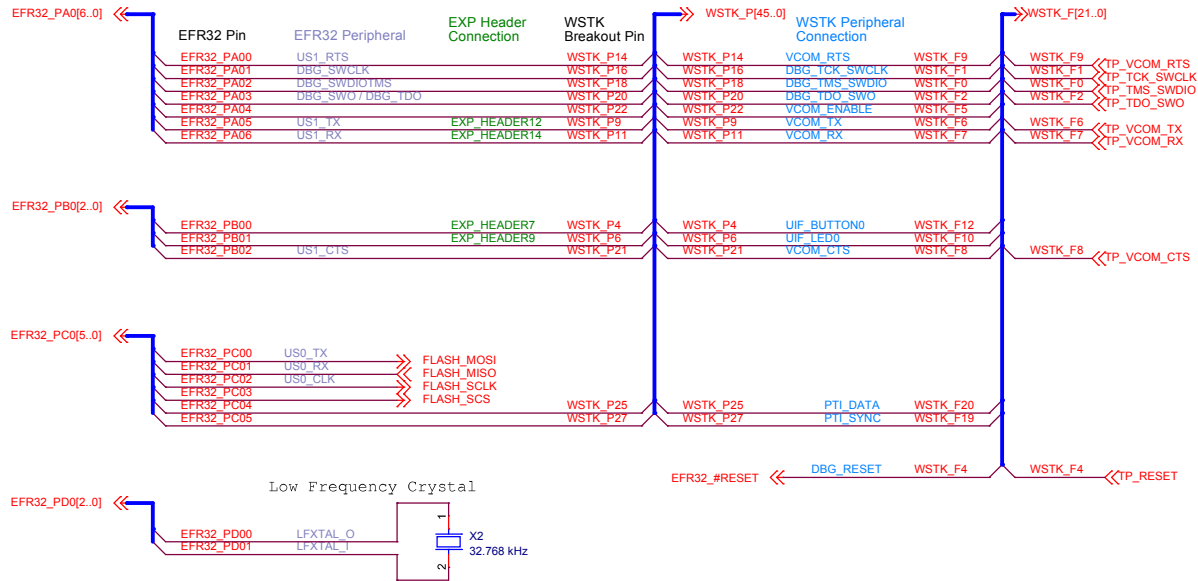 EFR32_PA0[6..0] WSTK_P[45..0] WSTK_F[21..0]
EFR32 Pin EFR32 Peripheral EXP Header Connection WSTK Breakout Pin WSTK Peripheral Connection
EFR32_PA00 US1_RTS WSTK_P14 WSTK_P14 VCOM_RTS WSTK_F9 WSTK_F9 TP_VCOM_RTS
EFR32_PA01 DBG_SWCLK WSTK_P16 WSTK_P16 DBG_TCK_SWCLK WSTK_F1 WSTK_F1 TP_TCK_SWCLK
EFR32_PA02 DBG_SWDIOTMS WSTK_P18 WSTK_P18 DBG_TMS_SWDIO WSTK_F0 WSTK_F0 TP_TMS_SWDIO
EFR32_PA03 DBG_SWO / DBG_TDO WSTK_P20 WSTK_P20 DBG_TDO_SWO WSTK_F2 WSTK_F2 TP_TDO_SWO
EFR32_PA04 WSTK_P22 WSTK_P22 VCOM_ENABLE WSTK_F5
EFR32_PA05 US1_TX EXP_HEADER12 WSTK_P9 WSTK_P9 VCOM_TX WSTK_F6 WSTK_F6 TP_VCOM_TX
EFR32_PA06 US1_RX EXP_HEADER14 WSTK_P11 WSTK_P11 VCOM_RX WSTK_F7 WSTK_F7 TP_VCOM_RX
EFR32_PB0[2..0]
EFR32_PB00 EXP_HEADER7 WSTK_P4 WSTK_P4 UIF_BUTTON0 WSTK_F12
EFR32_PB01 EXP_HEADER9 WSTK_P6 WSTK_P6 UIF_LED0 WSTK_F10
EFR32_PB02 US1_CTS WSTK_P21 WSTK_P21 VCOM_CTS WSTK_F8 WSTK_F8 TP_VCOM_CTS
EFR32_PC0[5..0]
EFR32_PC00 US0_TX FLASH_MOSI
EFR32_PC01 US0_RX FLASH_MISO
EFR32_PC02 US0_CLK FLASH_SCLK
EFR32_PC03 FLASH_SCS
EFR32_PC04 WSTK_P25 WSTK_P25 PTI_DATA WSTK_F20
EFR32_PC05 WSTK_P27 WSTK_P27 PTI_SYNC WSTK_F19
EFR32_#RESET DBG_RESET WSTK_F4 WSTK_F4 TP_RESET
Low Frequency Crystal
EFR32_PD0[2..0]
1
EFR32_PD00 LFXTAL_O X2
EFR32_PD01 LFXTAL_I 32.768 kHz
2